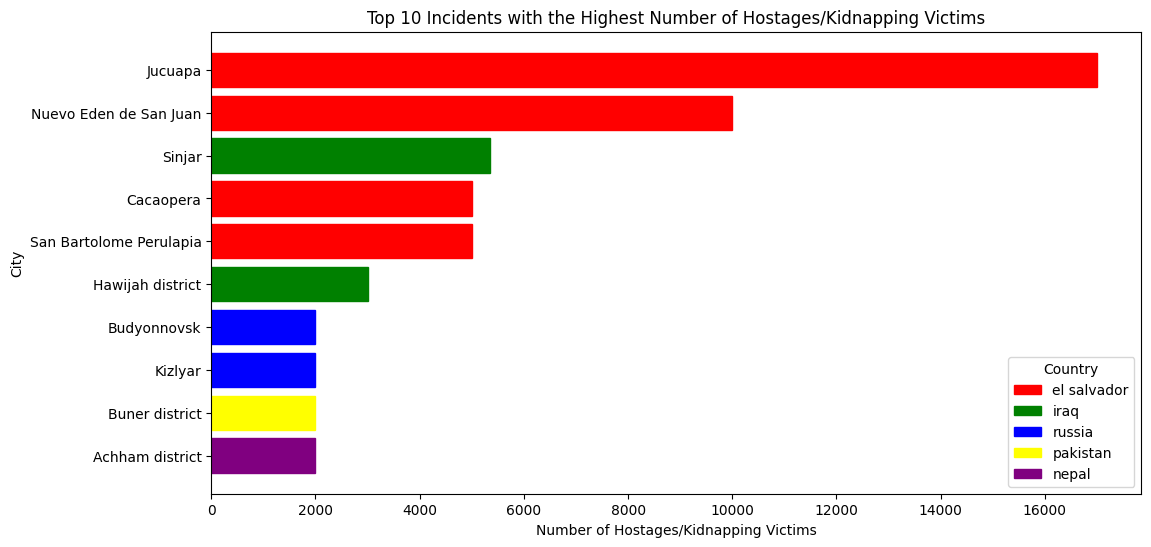 Top 10 Incidents with the Highest Number of Hostages/Kidnapping Victims
City
Jucuapa
Nuevo Eden de San Juan
Sinjar
Cacaopera
San Bartolome Perulapia
Hawijah district
Budyonnovsk
Kizlyar
Buner district
Achham district
Country
el salvador
iraq
russia
pakistan
nepal
0 2000 4000 6000 8000 10000 12000 14000 16000
Number of Hostages/Kidnapping Victims